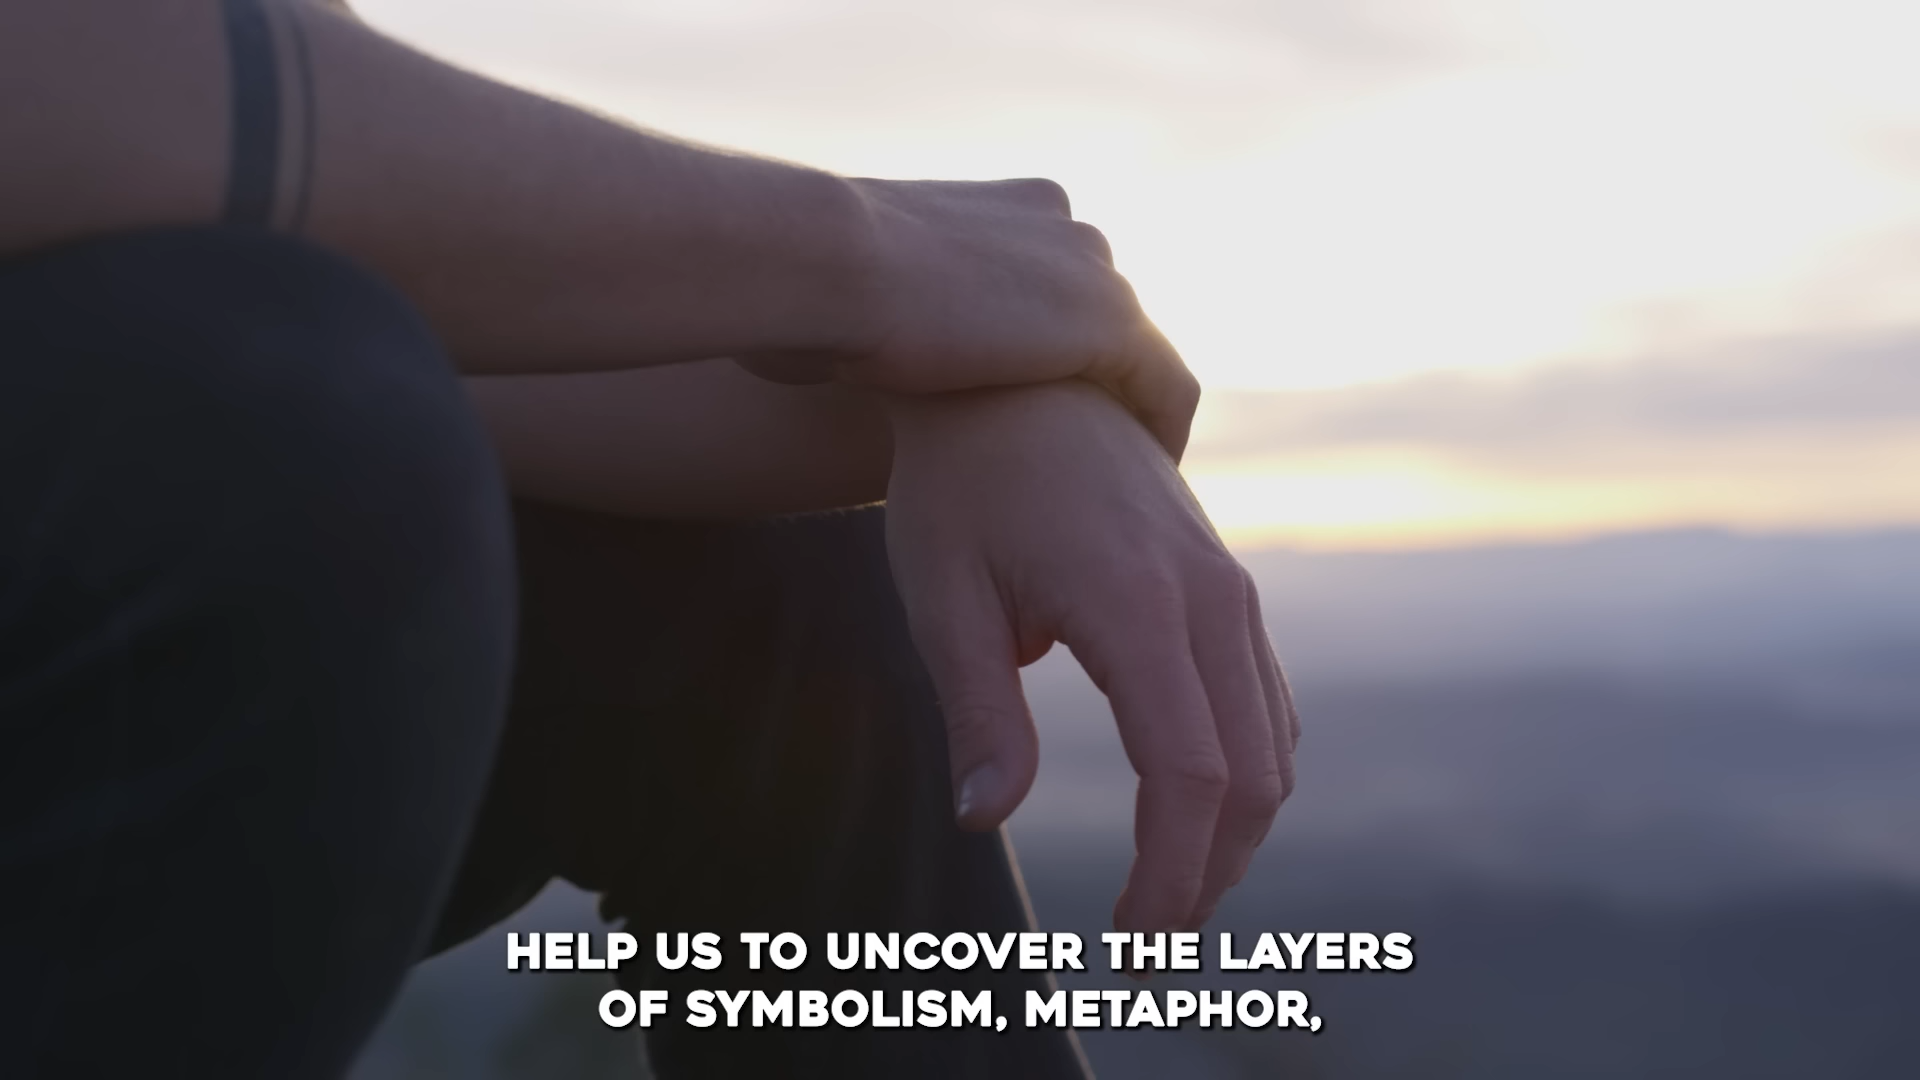 HELP US TO UNCOVER THE LAYERS
OF SYMBOLISM, METAPHOR,